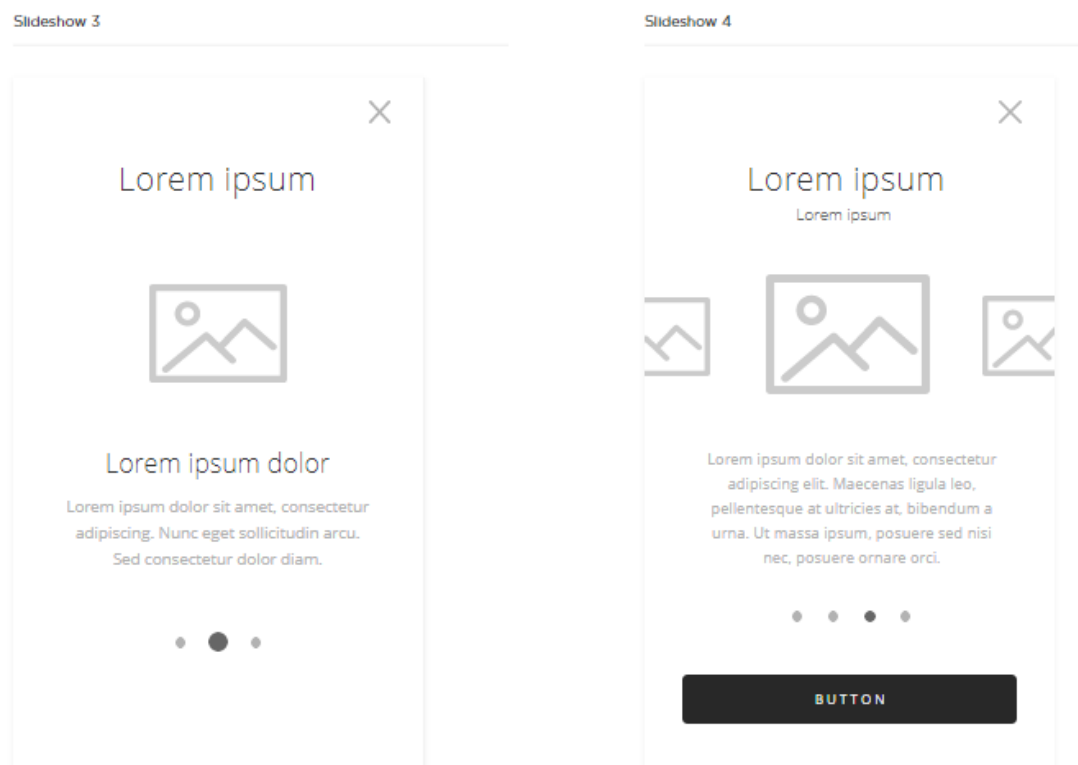 Slideshow 3
Lorem ipsum
Lorem ipsum dolor
Lorem ipsum dolor sit amet, consectetur
adipiscing. Nunc eget sollicitudin arcu.
Sed consectetur dolor diam.
Slideshow 4
Lorem ipsum
Lorem ipsum
Lorem ipsum dolor sit amet, consectetur
adipiscing elit. Maecenas ligula leo,
pellentesque at ultricies at, bibendum a
urna. Ut massa ipsum, posuere sed nisi
nec, posuere ornare orci.
BUTTON